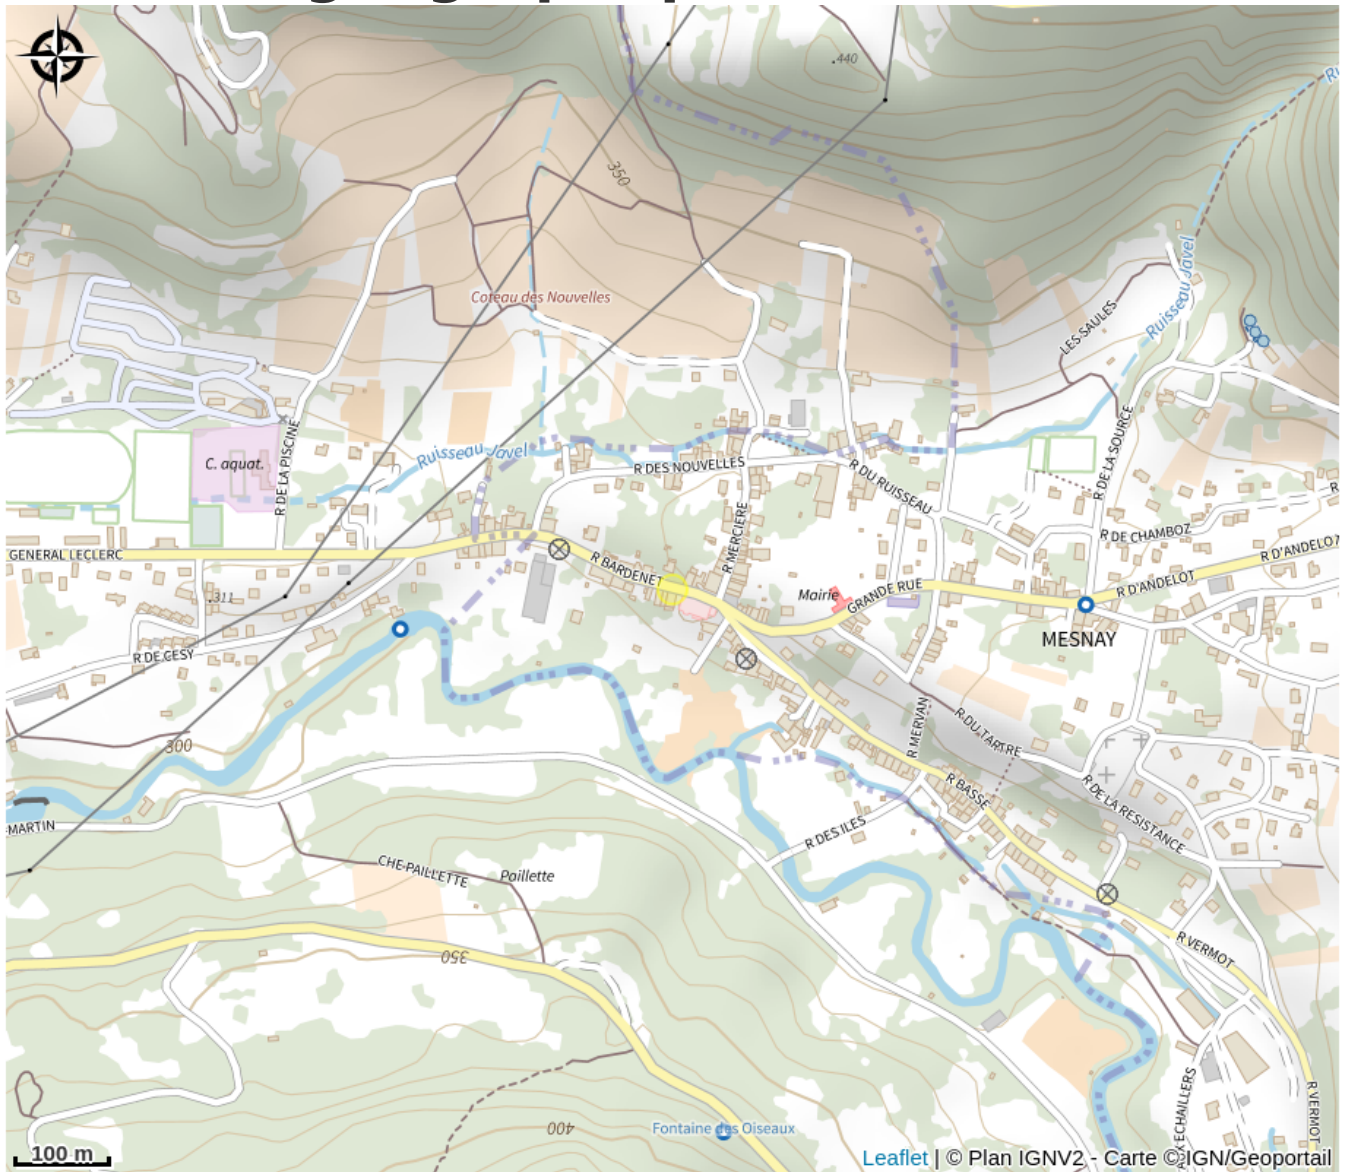 440
350
Ruisseau Javel
Coteau des Nouvelles
LES SAULES
C. aquat.
R DE LA PISCINE
Ruisseau Javel
R DES NOUVELLES
R DU RUISSEAU
R DE LA SOURCE
R MERCIERE
R DE CHAMBOZ
GENERAL LECLERC
R BARDENET
R D'ANDELOT
R D'ANDELOT
311
Mairie
GRANDE RUE
MESNAY
R DE CESY
R MERVAN
R DU TARTRE
300
R BASSE
R DE LA RESISTANCE
-MARTIN
R DES ILES
CHE PAILLETTE
Paillette
350
R VERMOT
400
Fontaine des Oiseaux
ECHAILLERS
R VERMOT
100 m
Leaflet | © Plan IGNV2 - Carte © IGN/Geoportail